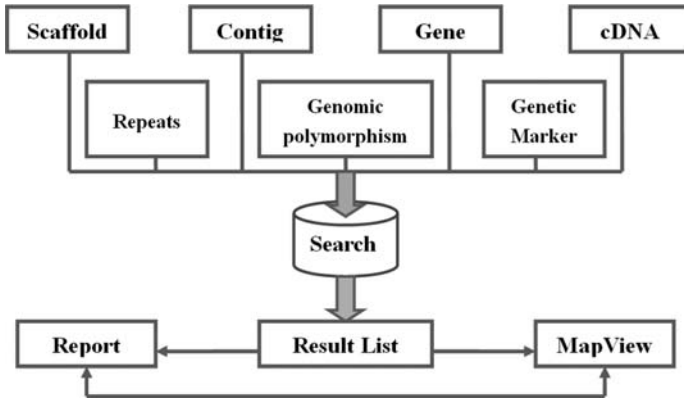 Scaffold
Contig
Gene
cDNA
Repeats
Genomic
polymorphism
Genetic
Marker
Search
Report
Result List
MapView